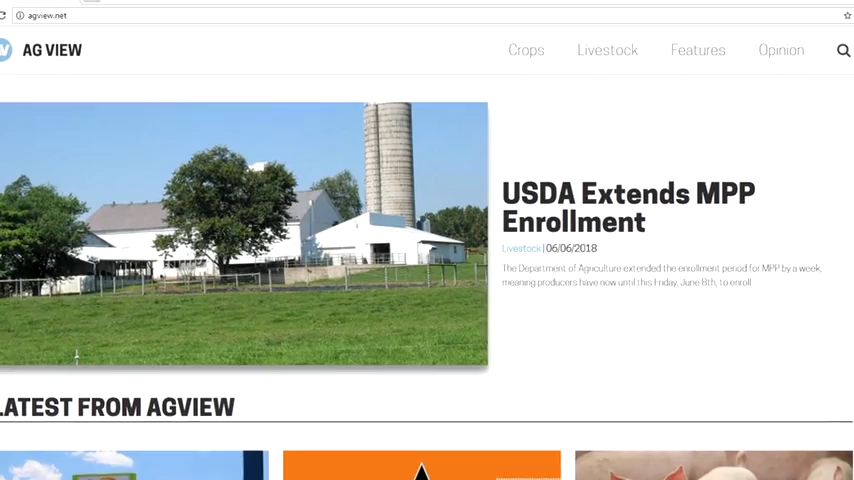 agview.net
AG VIEW
Crops Livestock Features Opinion
USDA Extends MPP
Enrollment
Livestock | 06/06/2018
The Department of Agriculture extended the enrollment period for MPP by a week,
meaning producers have now until this Friday, June 8th, to enroll
LATEST FROM AGVIEW